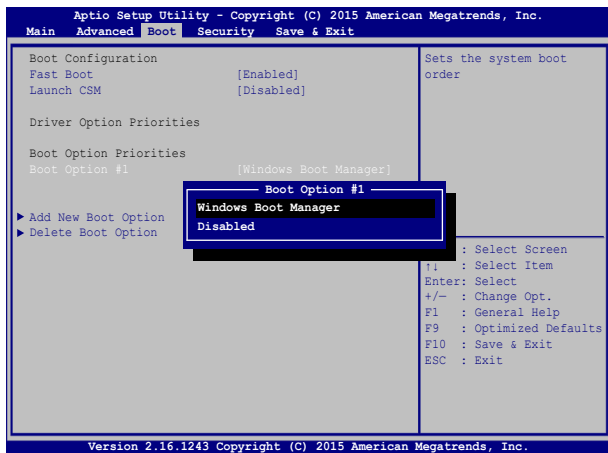 Aptio Setup Utility - Copyright (C) 2015 American Megatrends, Inc.
Main Advanced Boot Security Save & Exit
Boot Configuration
Fast Boot [Enabled]
Launch CSM [Disabled]
Driver Option Priorities
Boot Option Priorities
Boot Option #1 [Windows Boot Manager]
Add New Boot Option
Delete Boot Option
Boot Option #1
Windows Boot Manager
Disabled
Sets the system boot
order
: Select Screen
↑↓ : Select Item
Enter: Select
+/— : Change Opt.
F1 : General Help
F9 : Optimized Defaults
F10 : Save & Exit
ESC : Exit
Version 2.16.1243 Copyright (C) 2015 American Megatrends, Inc.